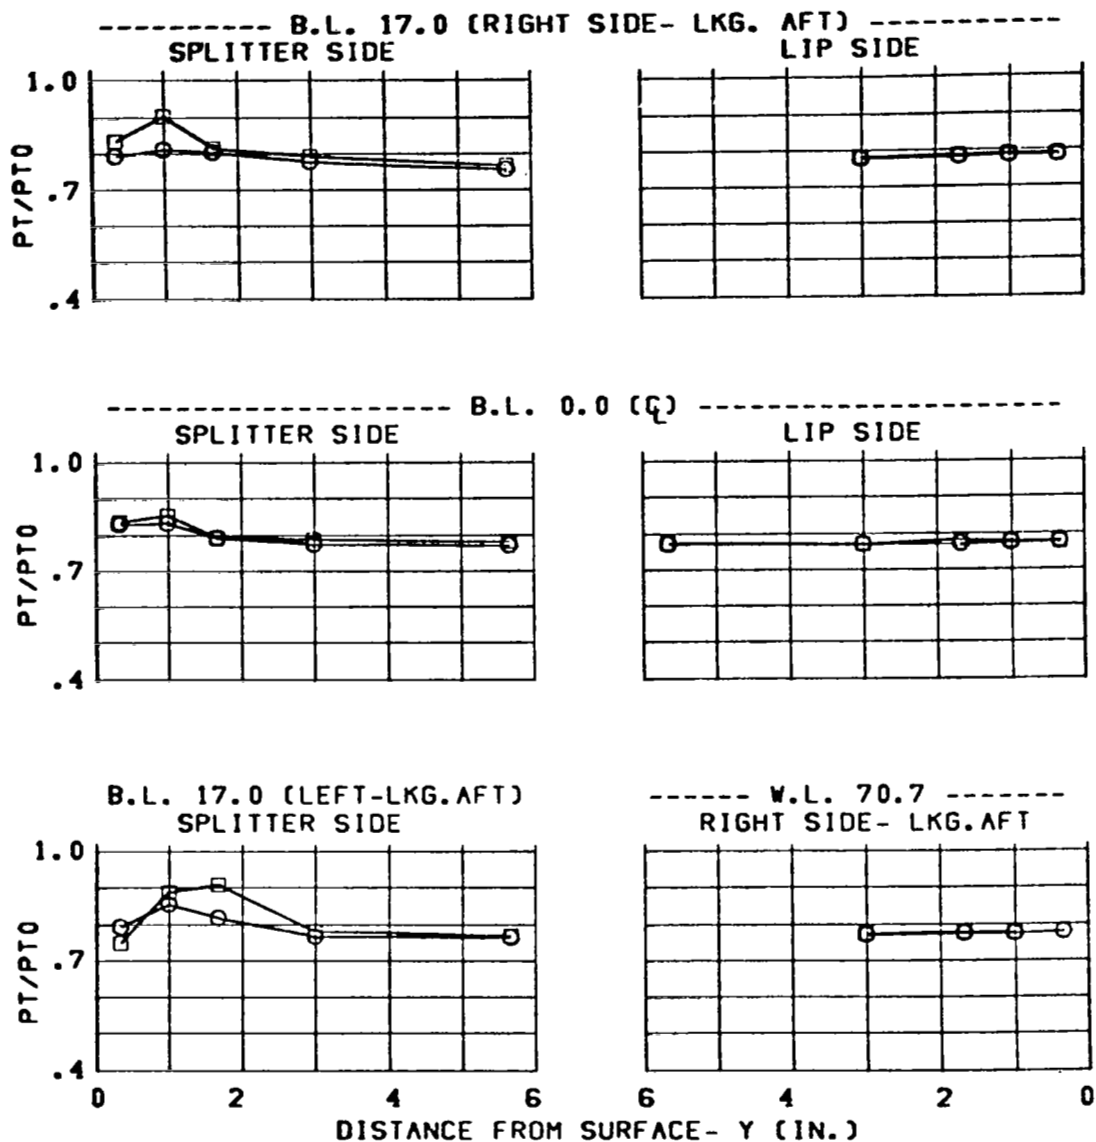 ---------- B.L. 17.0 (RIGHT SIDE- LKG. AFT) ----------
SPLITTER SIDE
LIP SIDE
1.0
PT/PTO
.7
.4
------------------- B.L. 0.0 (℄) --------------------
SPLITTER SIDE
LIP SIDE
1.0
PT/PTO
.7
.4
B.L. 17.0 (LEFT-LKG.AFT)
SPLITTER SIDE
------ W.L. 70.7 -------
RIGHT SIDE- LKG.AFT
1.0
PT/PTO
.7
.4
0 2 4 6 6 4 2 0
DISTANCE FROM SURFACE- Y (IN.)